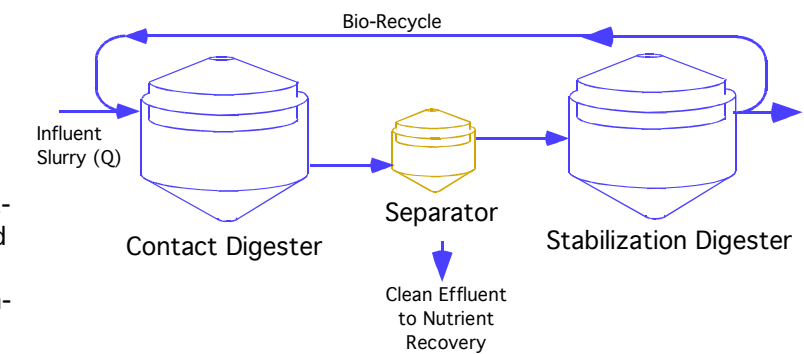 Bio-Recycle
Influent
Slurry (Q)
Contact Digester
Separator
Stabilization Digester
Clean Effluent
to Nutrient
Recovery